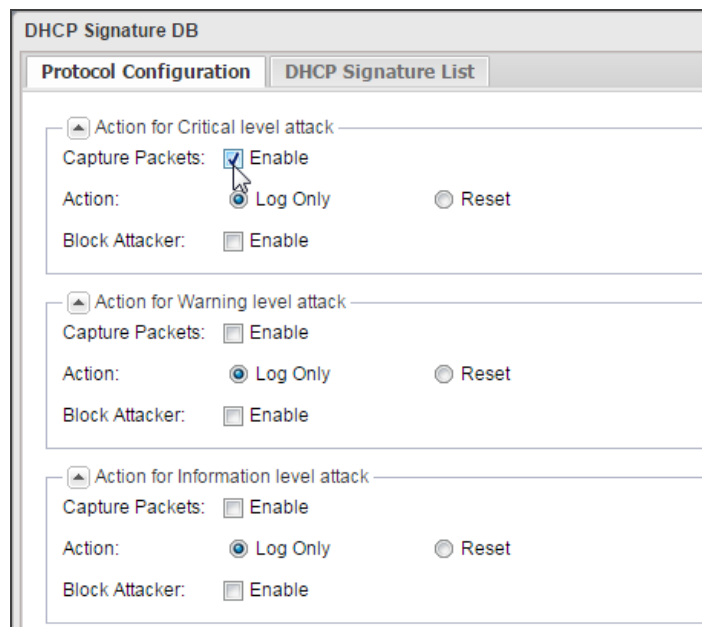 DHCP Signature DB
Protocol Configuration DHCP Signature List
Action for Critical level attack
Capture Packets: Enable
Action: Log Only Reset
Block Attacker: Enable
Action for Warning level attack
Capture Packets: Enable
Action: Log Only Reset
Block Attacker: Enable
Action for Information level attack
Capture Packets: Enable
Action: Log Only Reset
Block Attacker: Enable